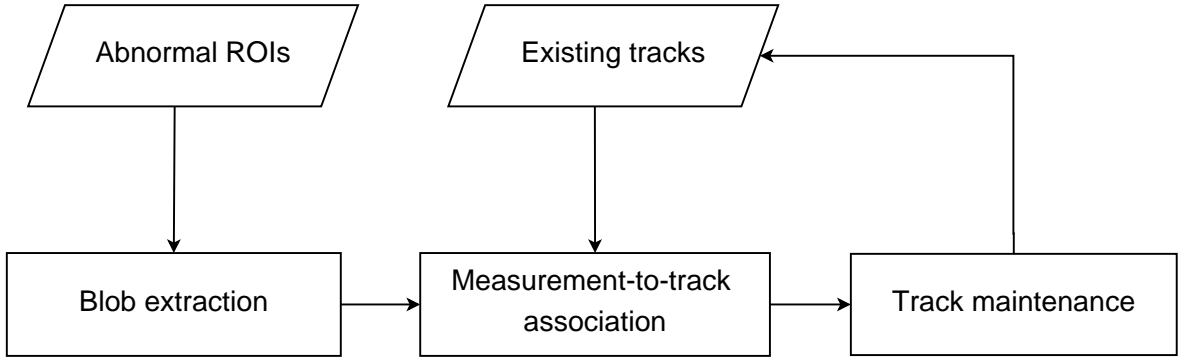 Abnormal ROIs
Existing tracks
Blob extraction
Measurement-to-track
association
Track maintenance